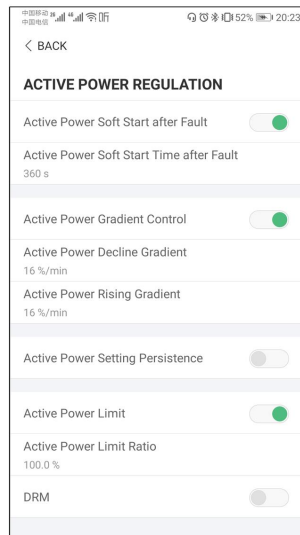 中国移动 2G 4G HF 52% 20:23
中国电信
< BACK
ACTIVE POWER REGULATION
Active Power Soft Start after Fault
Active Power Soft Start Time after Fault
360 s
Active Power Gradient Control
Active Power Decline Gradient
16 %/min
Active Power Rising Gradient
16 %/min
Active Power Setting Persistence
Active Power Limit
Active Power Limit Ratio
100.0 %
DRM